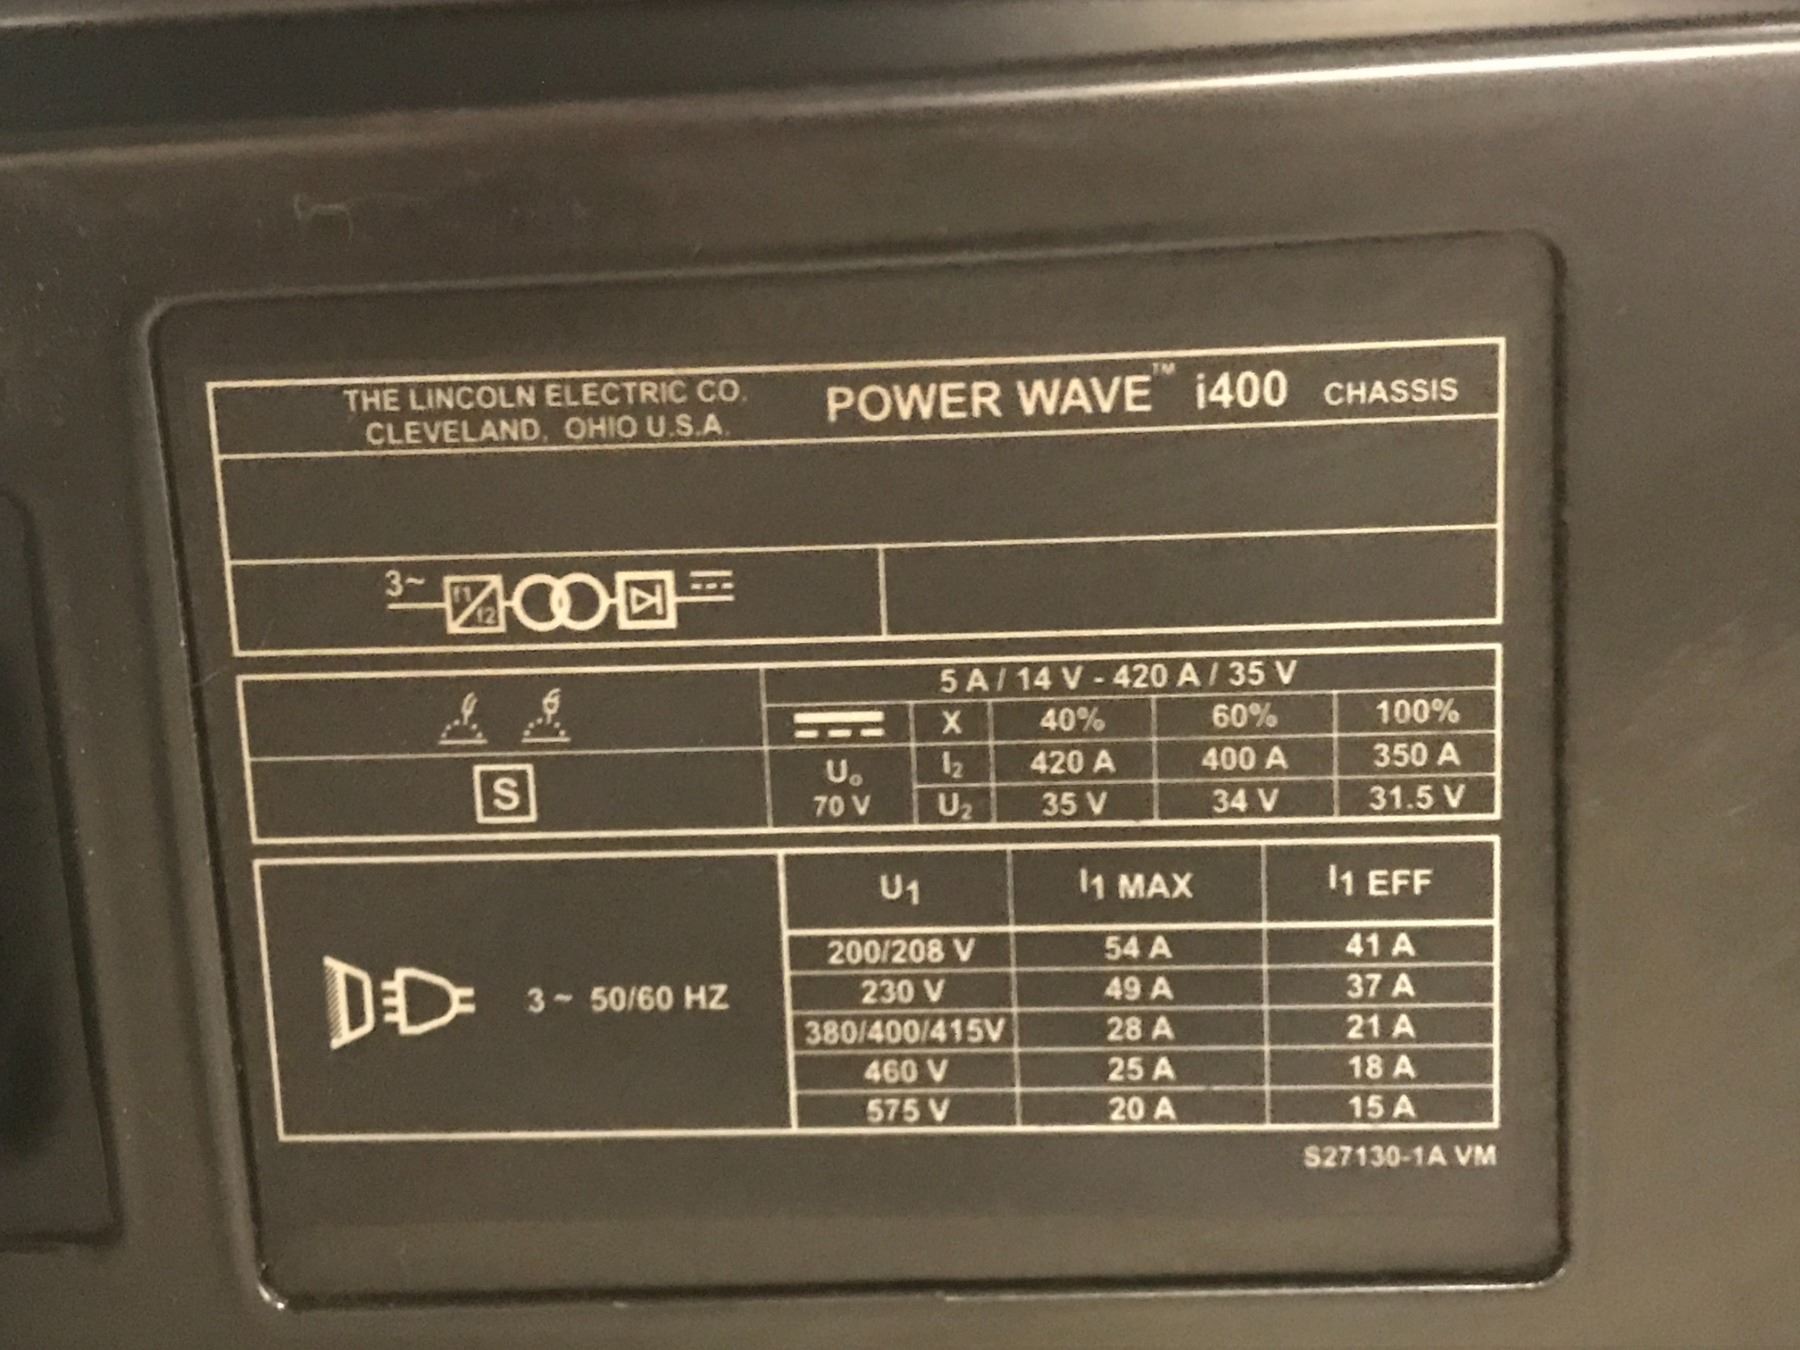 THE LINCOLN ELECTRIC CO. POWER WAVE™ i400 CHASSIS
CLEVELAND, OHIO U.S.A.
3~ f1/f2
5 A / 14 V - 420 A / 35 V
X 40% 60% 100%
U₀ I₂ 420 A 400 A 350 A
70 V U₂ 35 V 34 V 31.5 V
S
U1 I1 MAX I1 EFF
200/208 V 54 A 41 A
230 V 49 A 37 A
3 ~ 50/60 HZ
380/400/415V 28 A 21 A
460 V 25 A 18 A
575 V 20 A 15 A
S27130-1A VM